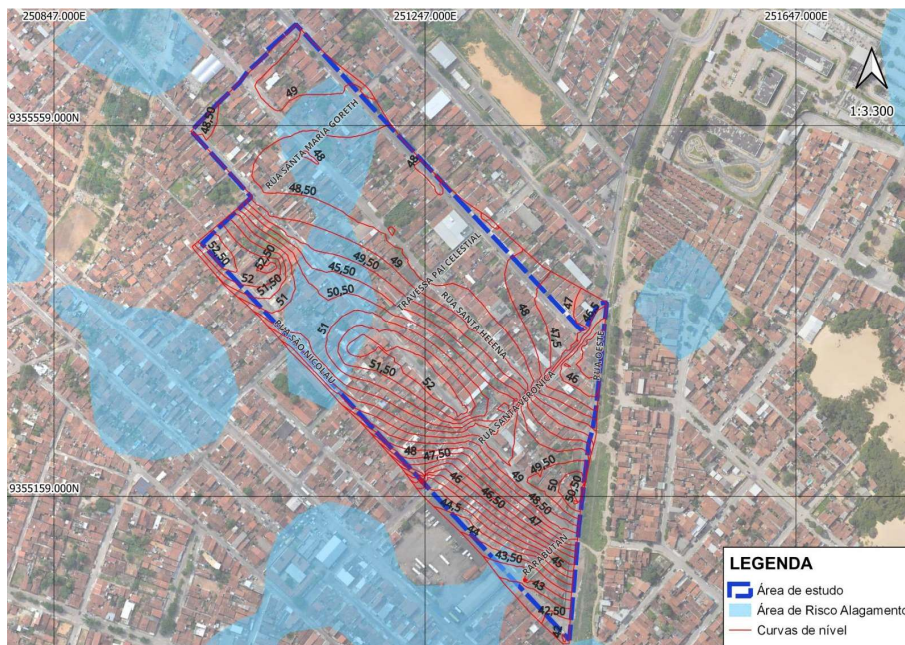 250847.000E
251247.000E
251647.000E
1:3.300
9355559.000N
49
48,50
RUA SANTA MARIA GORETH
48
48
48,50
52,50
52,50
52
51,50
51
49,50
49
45,50
50,50
TRAVESSA PAI CELESTIAL
RUA SANTA HELENA
48
47
46,5
47,5
51
RUA SÃO NICOLAU
51,50
52
RUA OESTE
46
RUA SANTA VERONICA
48
47,50
46
49
49,50
50
50,50
9355159.000N
44,5
46,50
48,50
47
44
43,50
45
RARABUTAN
43
42,50
42
LEGENDA
Área de estudo
Área de Risco Alagamento
Curvas de nível